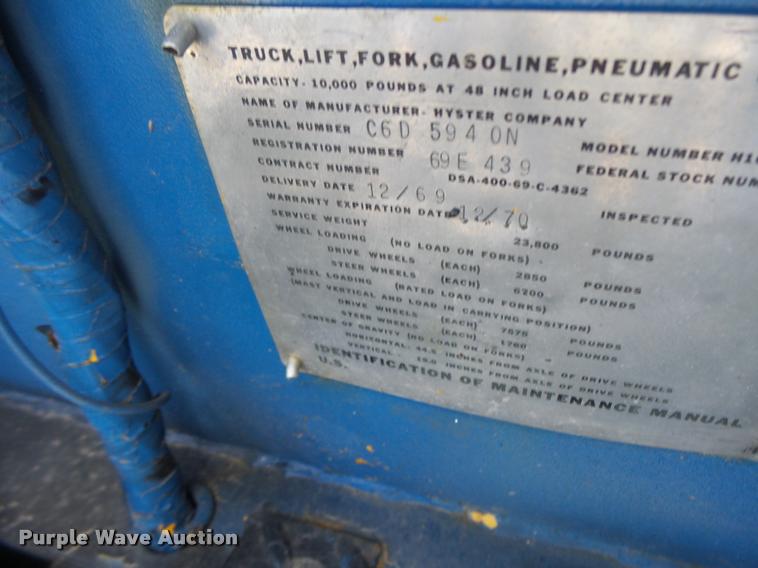 TRUCK, LIFT, FORK, GASOLINE, PNEUMATIC
CAPACITY- 10,000 POUNDS AT 48 INCH LOAD CENTER
NAME OF MANUFACTURER- HYSTER COMPANY
SERIAL NUMBER C6D 5940N MODEL NUMBER
REGISTRATION NUMBER 69E 439 FEDERAL STOCK
CONTRACT NUMBER DSA-400-69-C-4362
DELIVERY DATE 12/69
WARRANTY EXPIRATION DATE 12/70 INSPECTED
SERVICE WEIGHT 23,800 POUNDS
WHEEL LOADING (NO LOAD ON FORKS)
DRIVE WHEELS (EACH) 2850 POUNDS
STEER WHEELS (EACH) 6200 POUNDS
WHEEL LOADING (RATED LOAD ON FORKS)
(MAST VERTICAL AND LOAD IN CARRYING POSITION)
DRIVE WHEELS (EACH) 7575 POUNDS
STEER WHEELS (EACH) 1760 POUNDS
CENTER OF GRAVITY (NO LOAD ON FORKS)
HORIZONTAL- INCHES FROM AXLE OF DRIVE WHEELS
VERTICAL- INCHES FROM AXLE OF DRIVE WHEELS
IDENTIFICATION OF MAINTENANCE MANUAL
U.S.
Purple Wave Auction